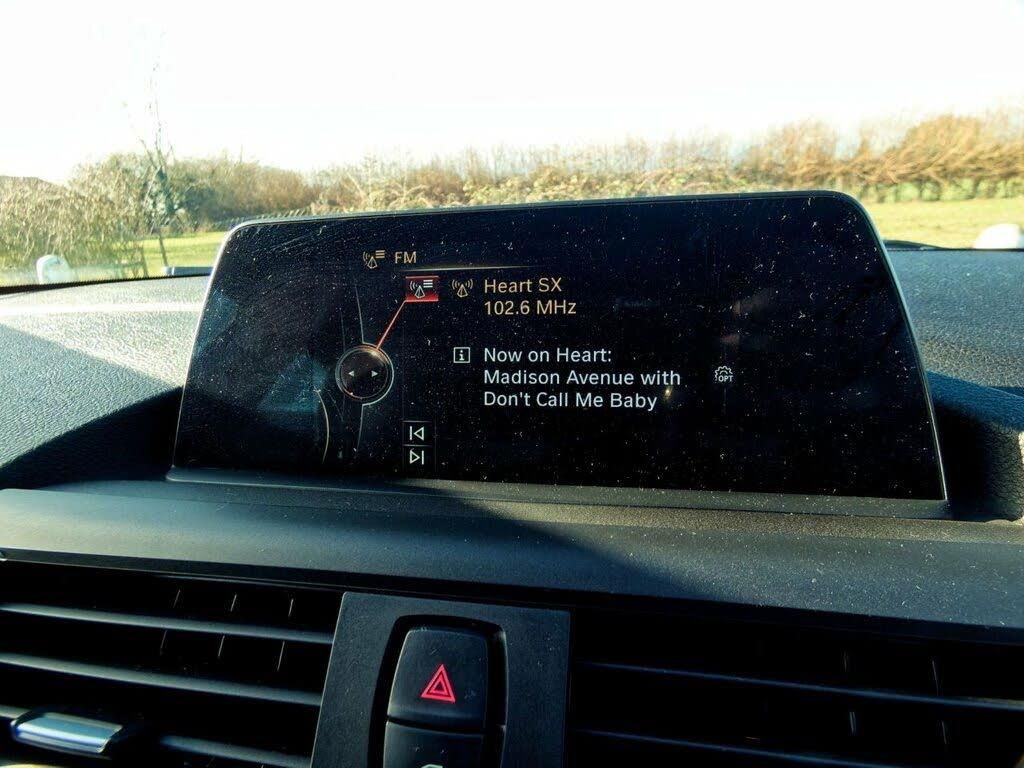 FM
Heart SX
102.6 MHz
Now on Heart:
Madison Avenue with
Don't Call Me Baby
OPT